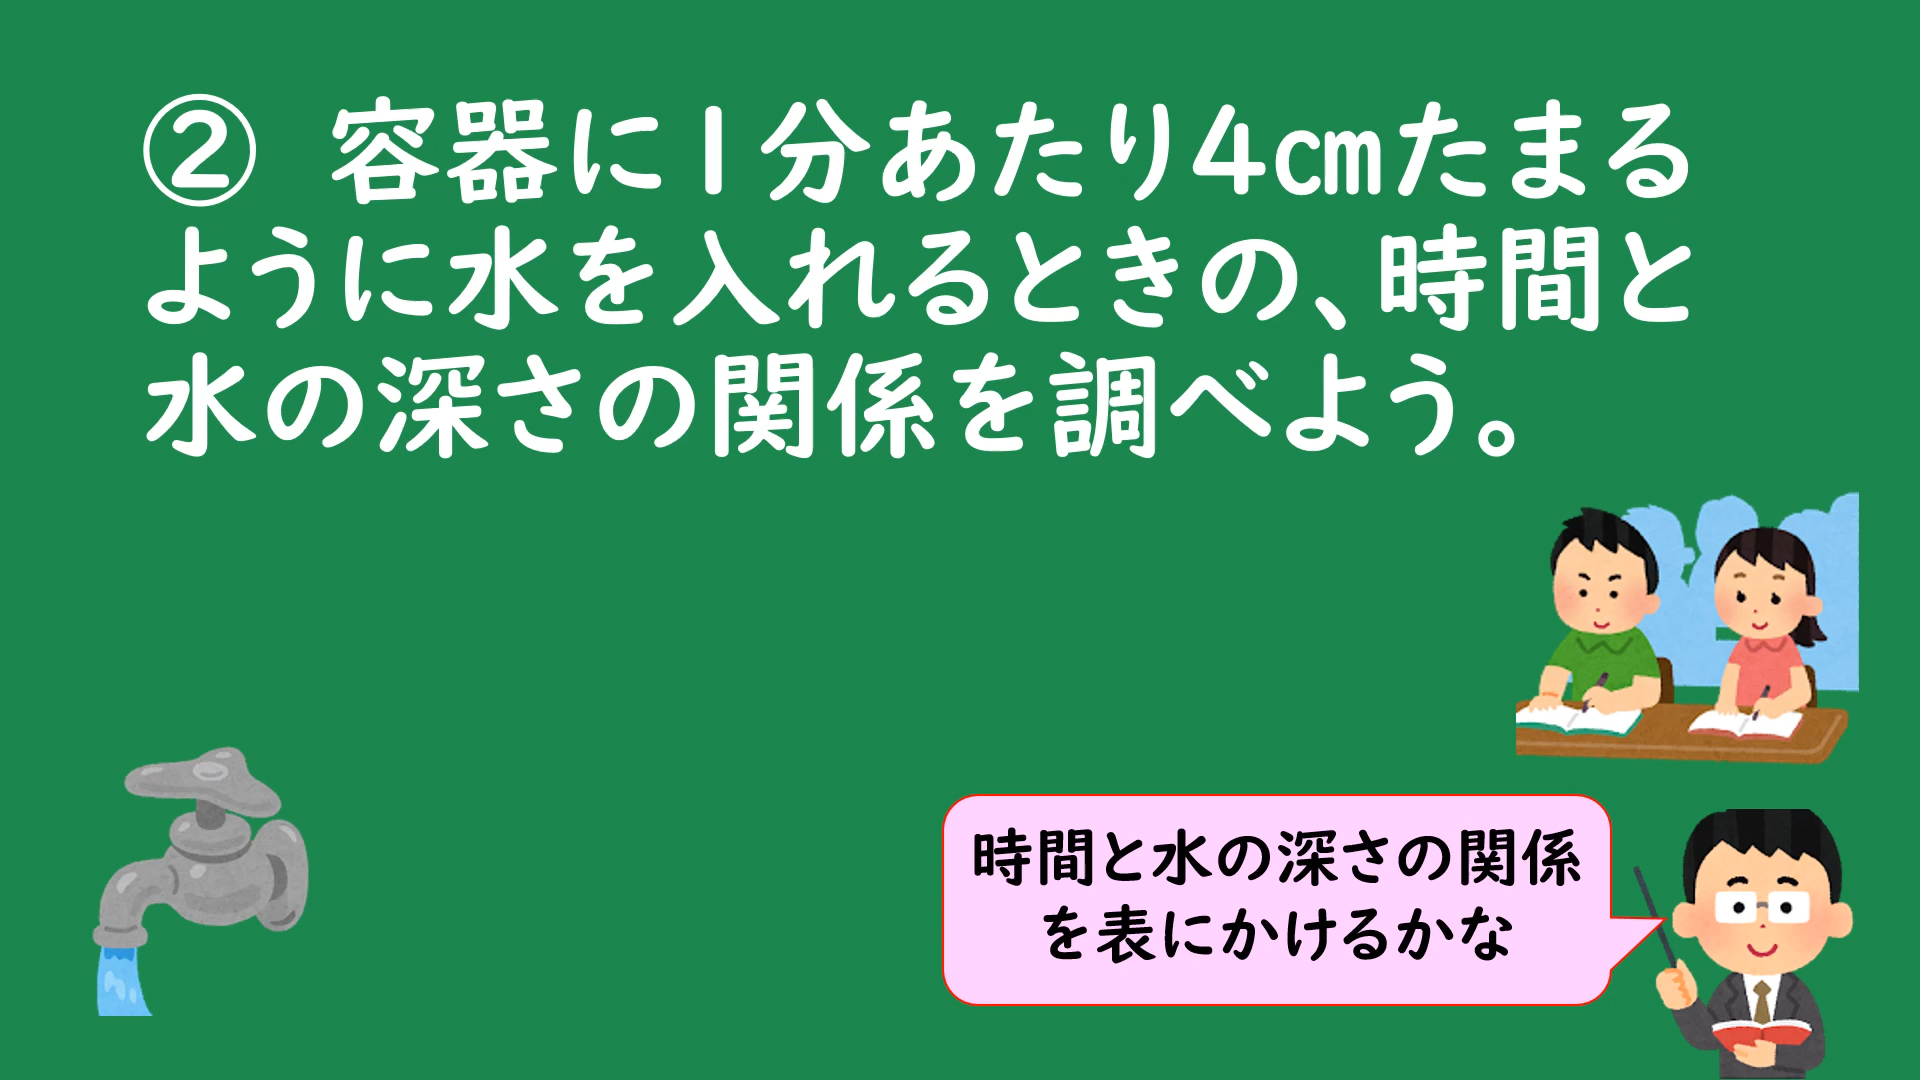 ② 容器に1分あたり4㎝たまる
ように水を入れるときの、時間と
水の深さの関係を調べよう。
時間と水の深さの関係
を表にかけるかな